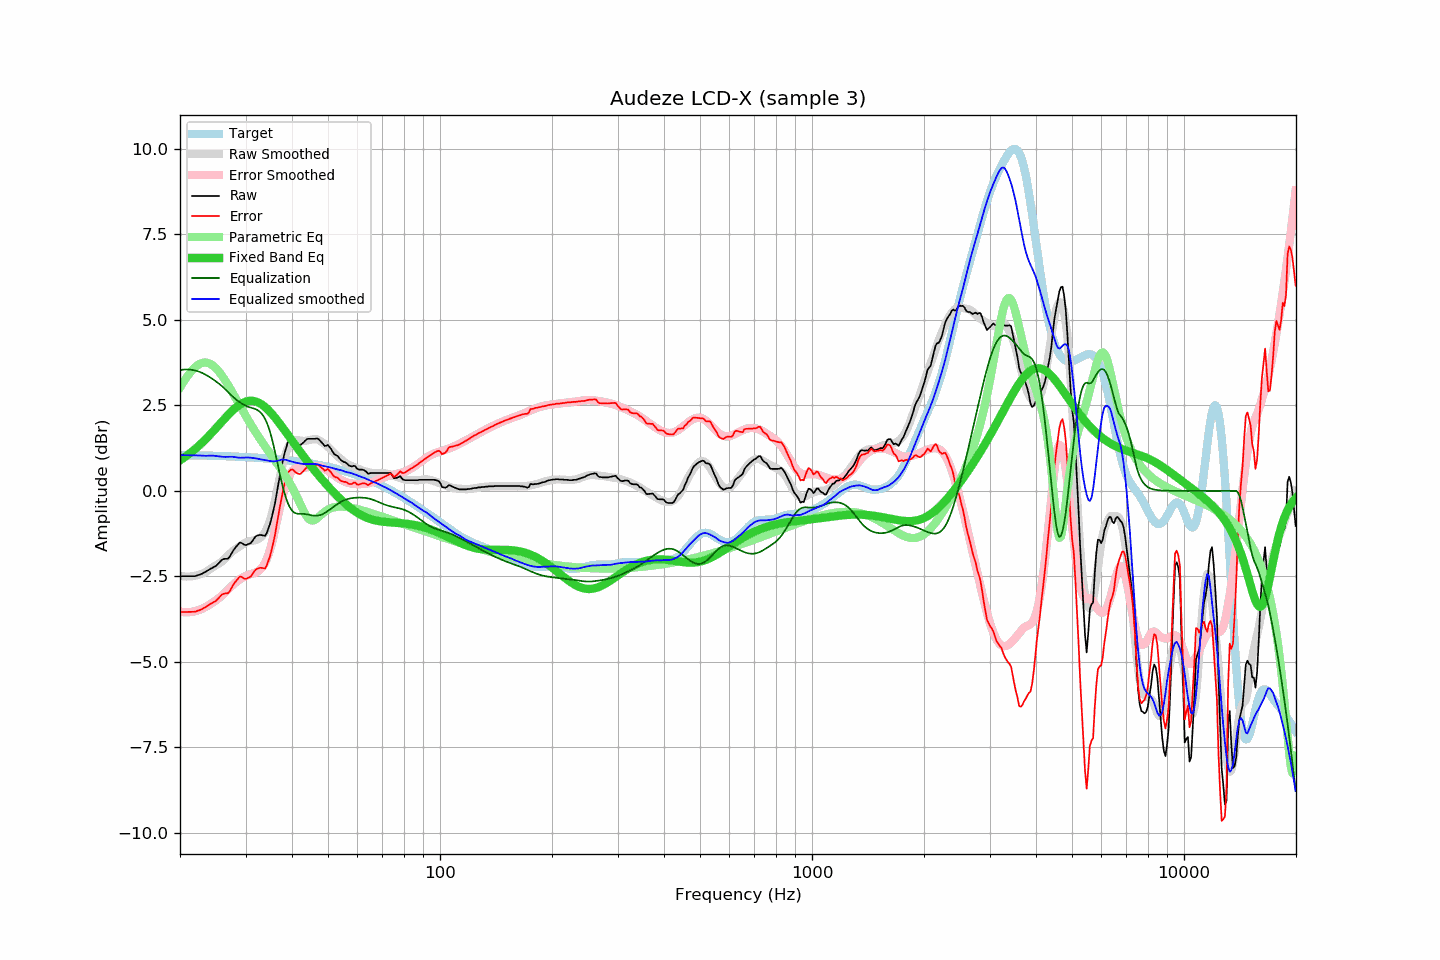 Audeze LCD-X (sample 3)
Target
Raw Smoothed
Error Smoothed
Raw
Error
Parametric Eq
Fixed Band Eq
Equalization
Equalized smoothed
10.0
7.5
5.0
2.5
0.0
−2.5
−5.0
−7.5
−10.0
Amplitude (dBr)
100 1000 10000
Frequency (Hz)